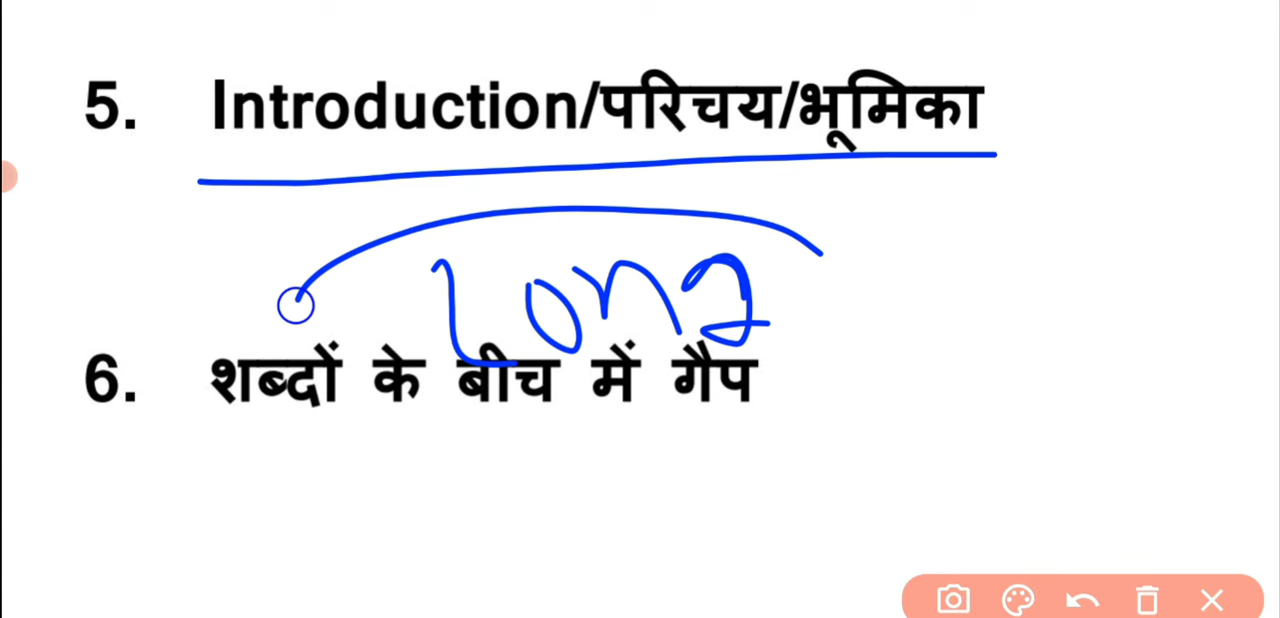 5. Introduction/परिचय/भूमिका
Long
6. शब्दों के बीच में गैप